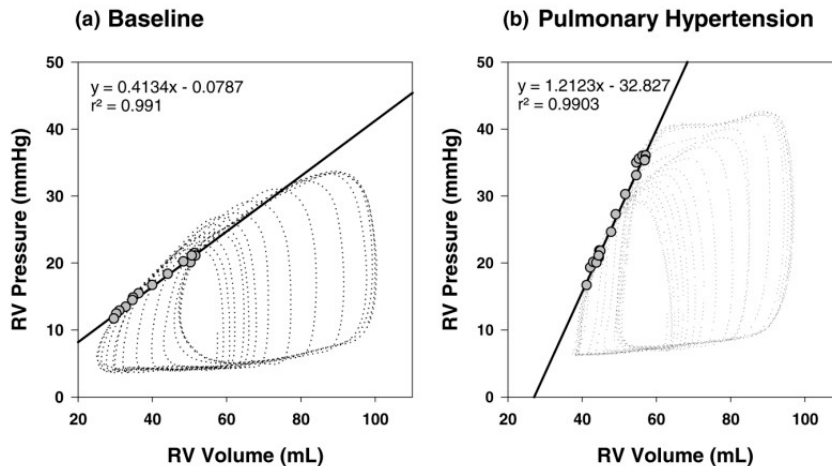 (a) Baseline
(b) Pulmonary Hypertension
50
40
30
20
10
0
RV Pressure (mmHg)
y = 0.4134x - 0.0787
r² = 0.991
20 40 60 80 100
RV Volume (mL)
50
40
30
20
10
0
RV Pressure (mmHg)
y = 1.2123x - 32.827
r² = 0.9903
20 40 60 80 100
RV Volume (mL)